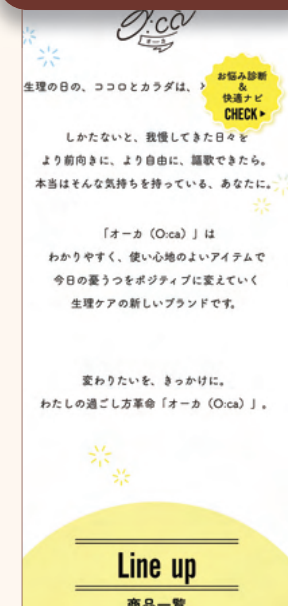 O:ca
オーカ
お悩み診断
&
快適ナビ
CHECK▶
生理の日の、ココロとカラダは、
しかたないと、我慢してきた日々を
より前向きに、より自由に、謳歌できたら。
本当はそんな気持ちを持っている、あなたに。
「オーカ（O:ca）」は
わかりやすく、使い心地のよいアイテムで
今日の憂うつをポジティブに変えていく
生理ケアの新しいブランドです。
変わりたいを、きっかけに。
わたしの過ごし方革命「オーカ（O:ca）」。
Line up
商品一覧